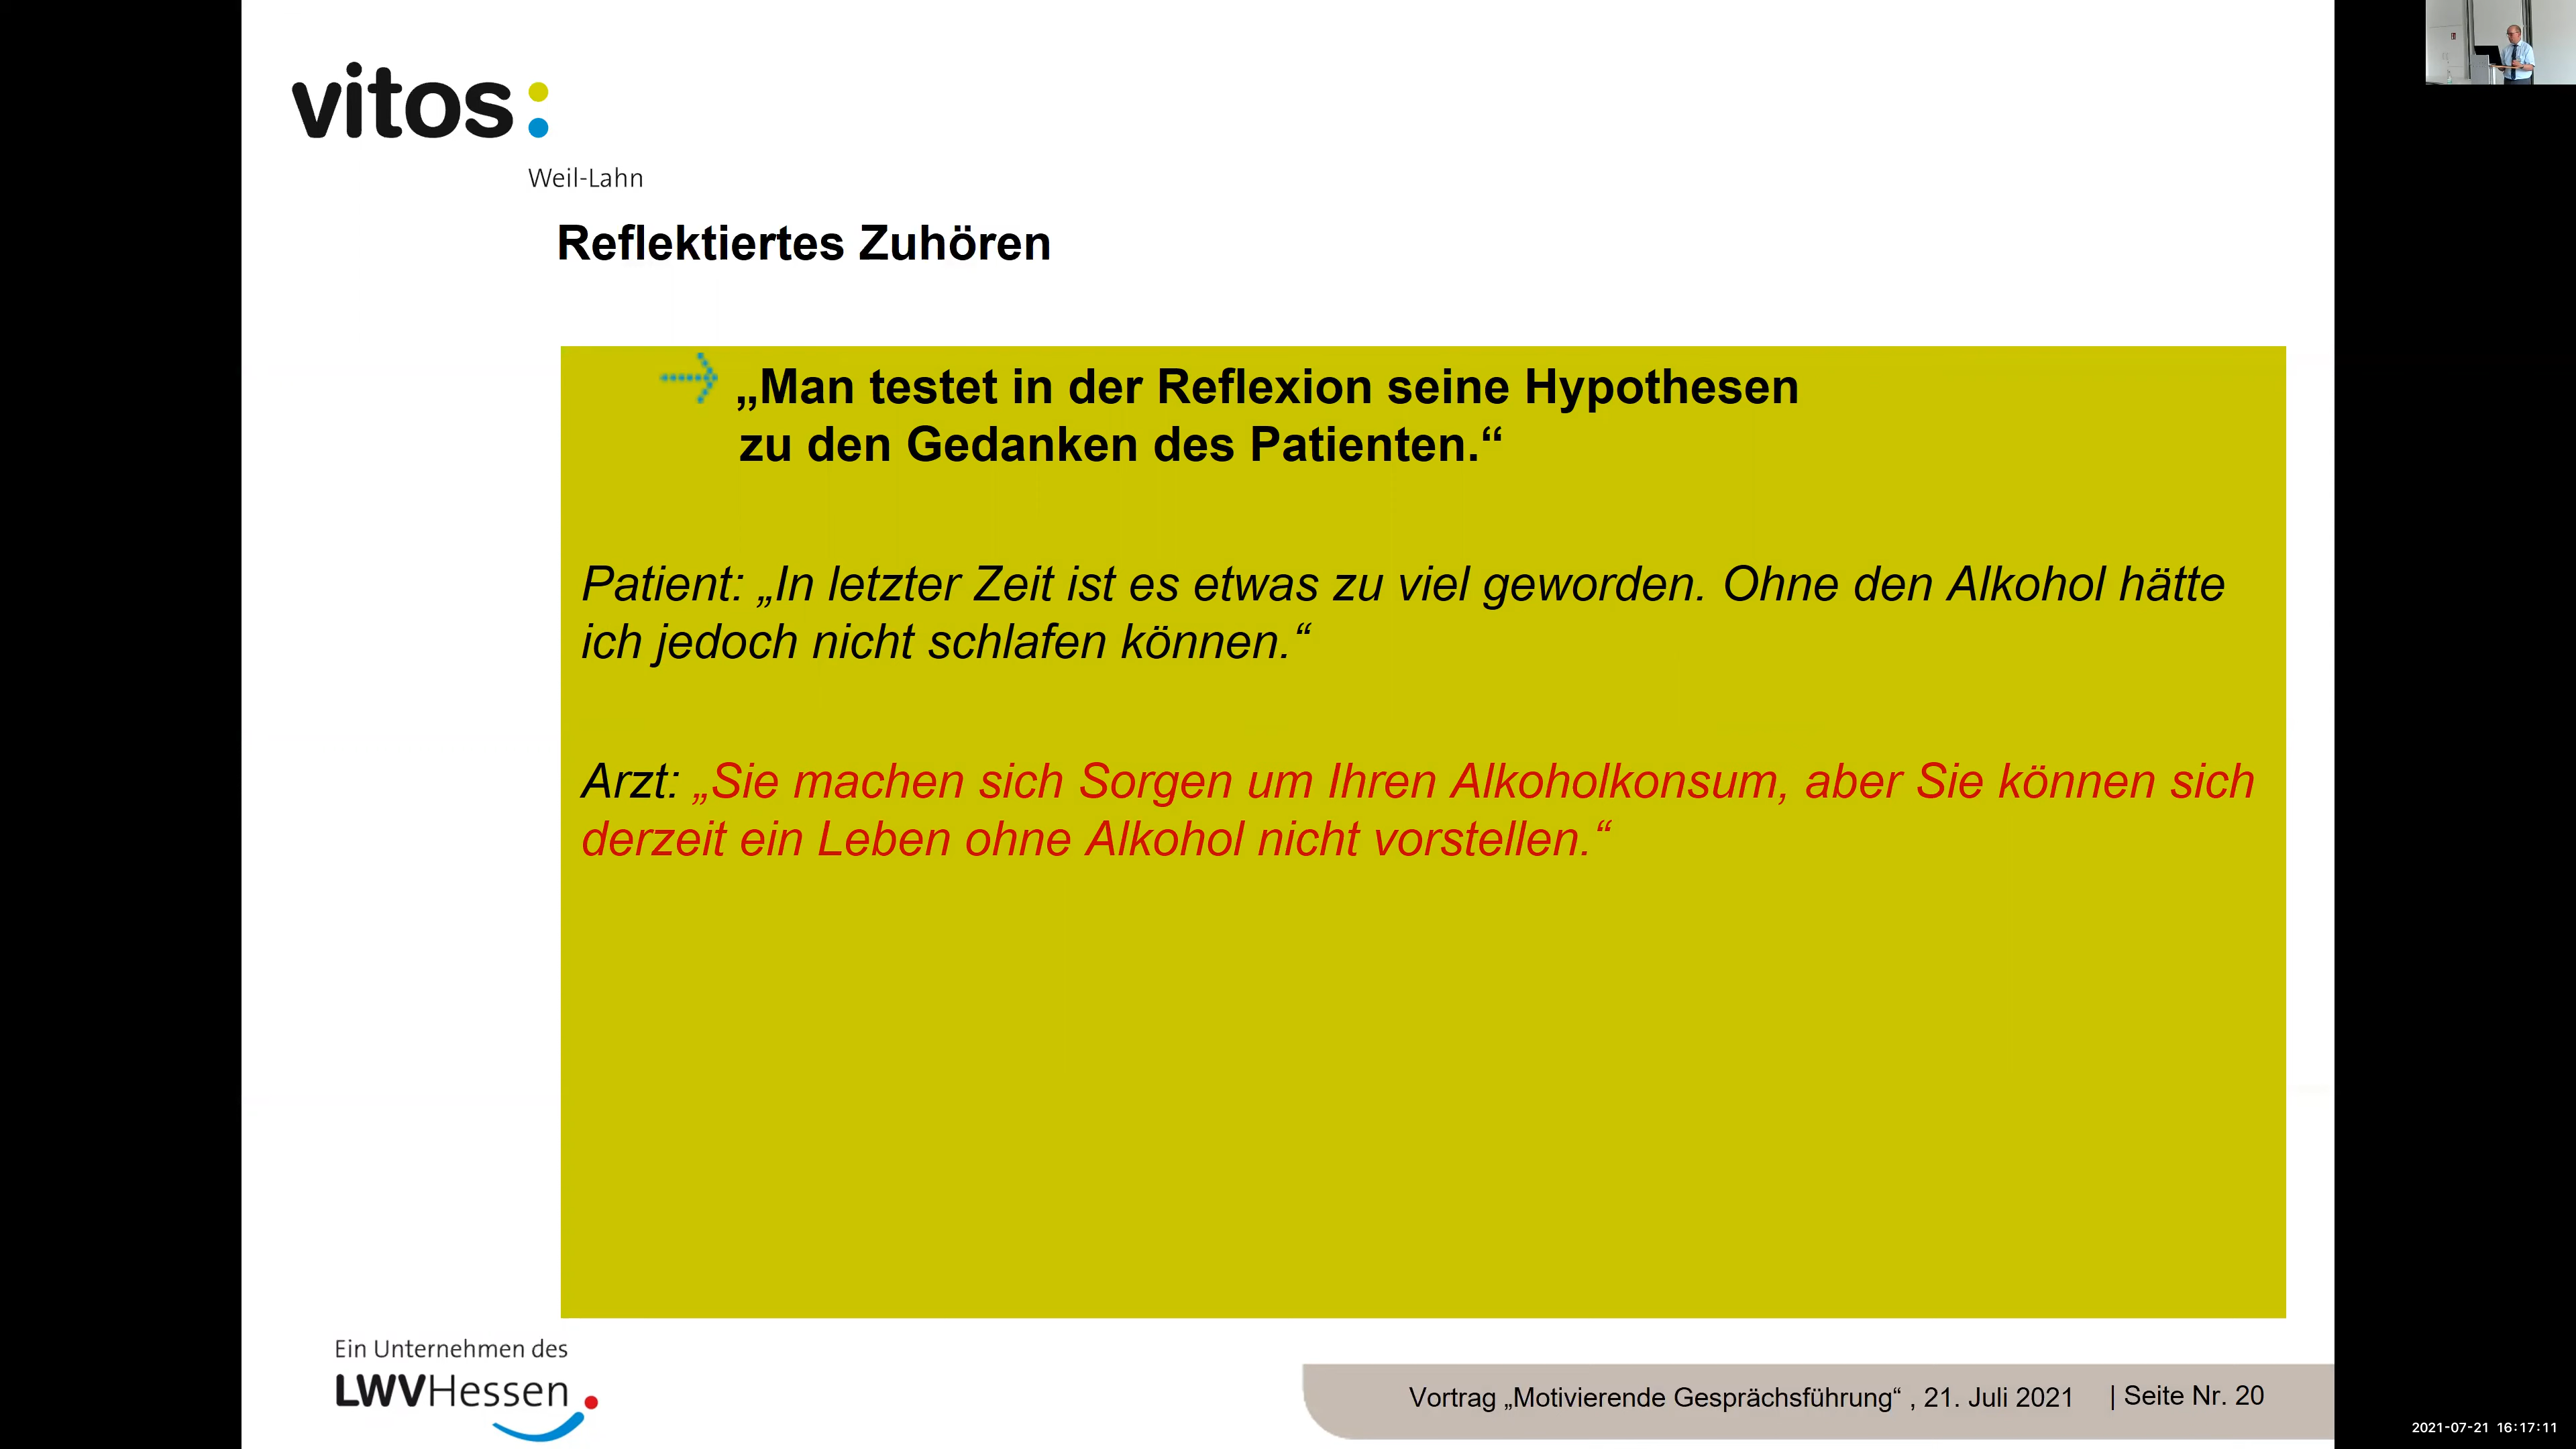 vitos:
Weil-Lahn
Reflektiertes Zuhören
„Man testet in der Reflexion seine Hypothesen
zu den Gedanken des Patienten.“
Patient: „In letzter Zeit ist es etwas zu viel geworden. Ohne den Alkohol hätte
ich jedoch nicht schlafen können.“
Arzt: „Sie machen sich Sorgen um Ihren Alkoholkonsum, aber Sie können sich
derzeit ein Leben ohne Alkohol nicht vorstellen.“
Ein Unternehmen des
LWVHessen
Vortrag „Motivierende Gesprächsführung“ , 21. Juli 2021 | Seite Nr. 20
2021-07-21 16:17:11